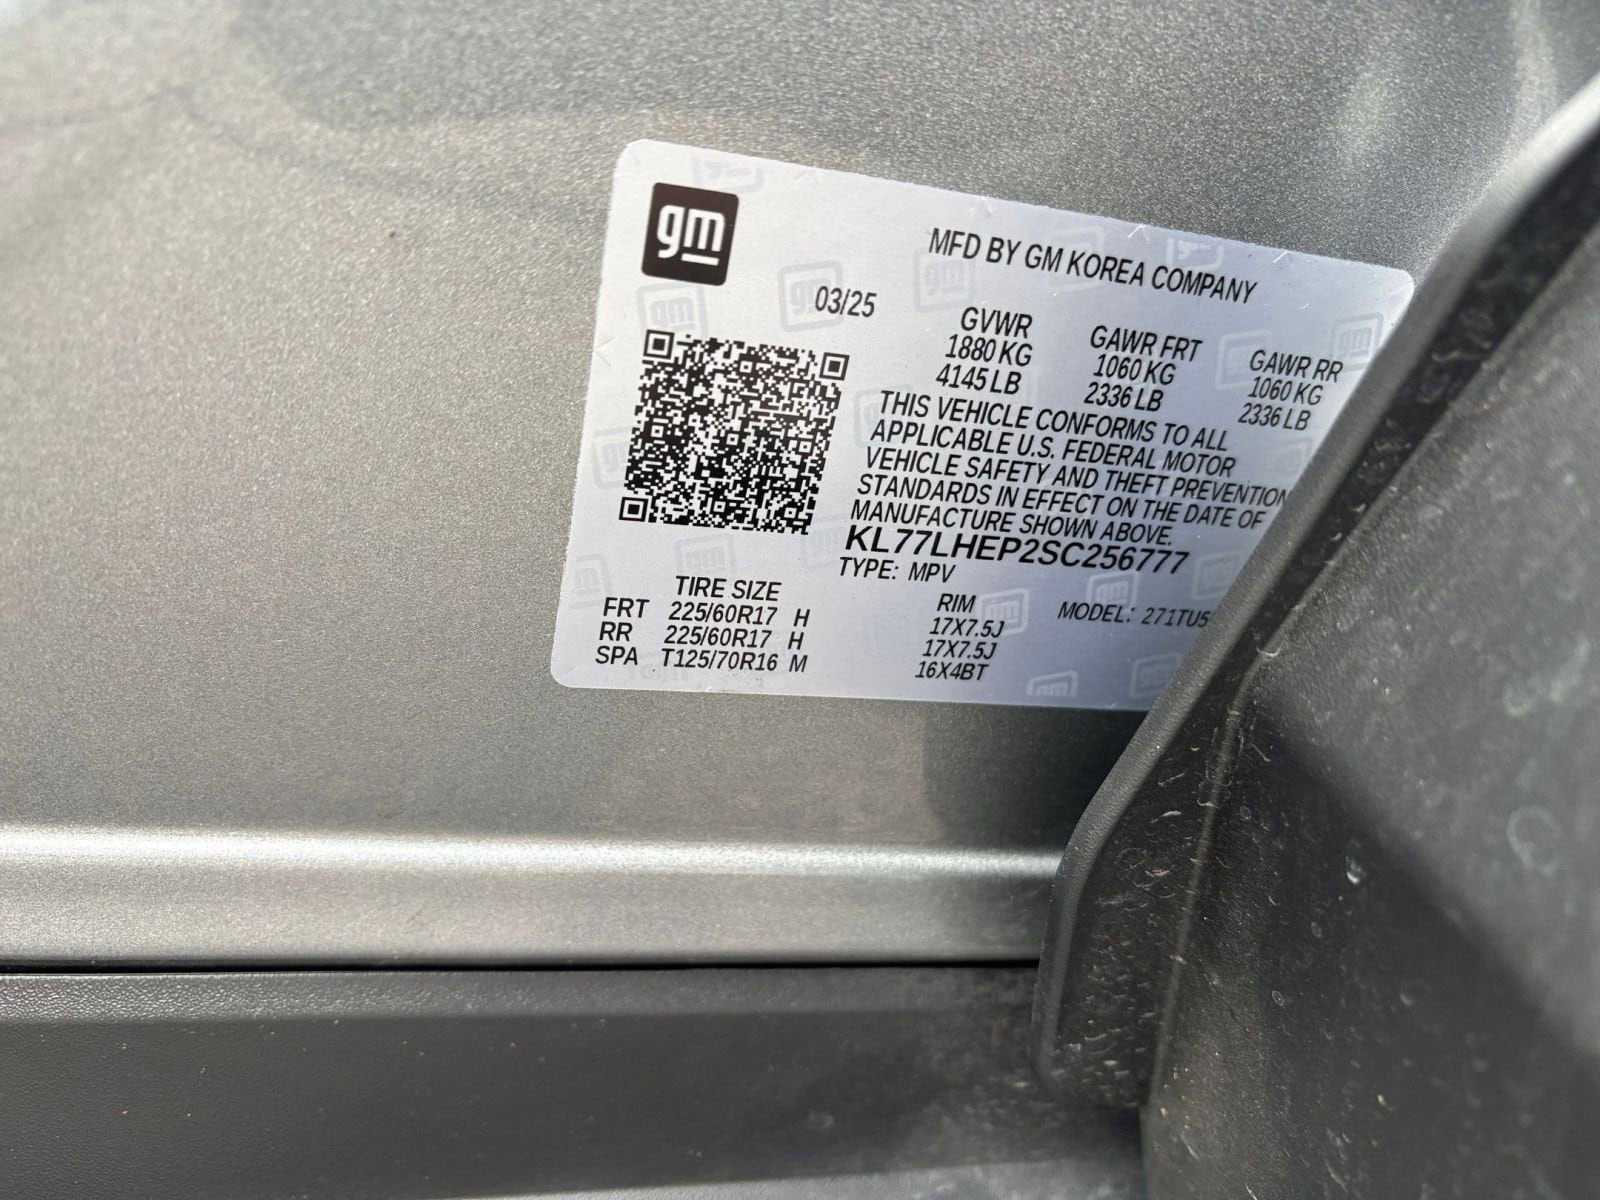 gm
MFD BY GM KOREA COMPANY
03/25
GVWR GAWR FRT GAWR RR
1880 KG 1060 KG 1060 KG
4145 LB 2336 LB 2336 LB
THIS VEHICLE CONFORMS TO ALL
APPLICABLE U.S. FEDERAL MOTOR
VEHICLE SAFETY AND THEFT PREVENTION
STANDARDS IN EFFECT ON THE DATE OF
MANUFACTURE SHOWN ABOVE.
KL77LHEP2SC256777
TYPE: MPV
MODEL: 271TU5
TIRE SIZE RIM
FRT 225/60R17 H 17X7.5J
RR 225/60R17 H 17X7.5J
SPA T125/70R16 M 16X4BT